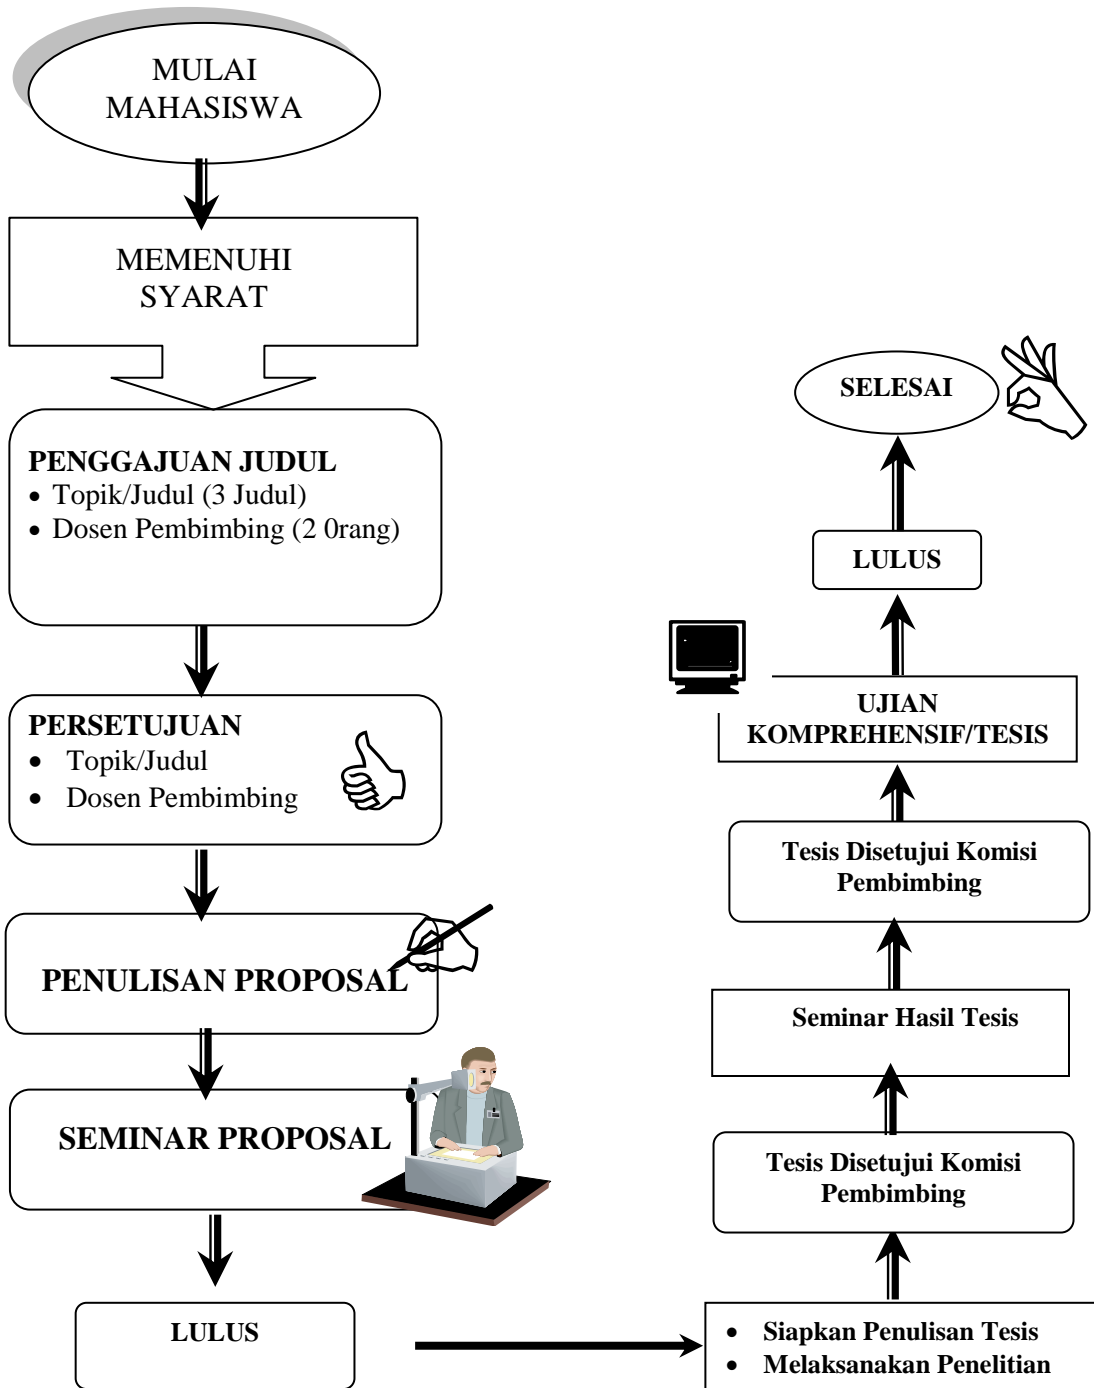 MULAI
MAHASISWA
MEMENUHI
SYARAT
PENGGAJUAN JUDUL
• Topik/Judul (3 Judul)
• Dosen Pembimbing (2 0rang)
PERSETUJUAN
• Topik/Judul
• Dosen Pembimbing
PENULISAN PROPOSAL
SEMINAR PROPOSAL
LULUS
• Siapkan Penulisan Tesis
• Melaksanakan Penelitian
Tesis Disetujui Komisi
Pembimbing
Seminar Hasil Tesis
Tesis Disetujui Komisi
Pembimbing
UJIAN
KOMPREHENSIF/TESIS
LULUS
SELESAI